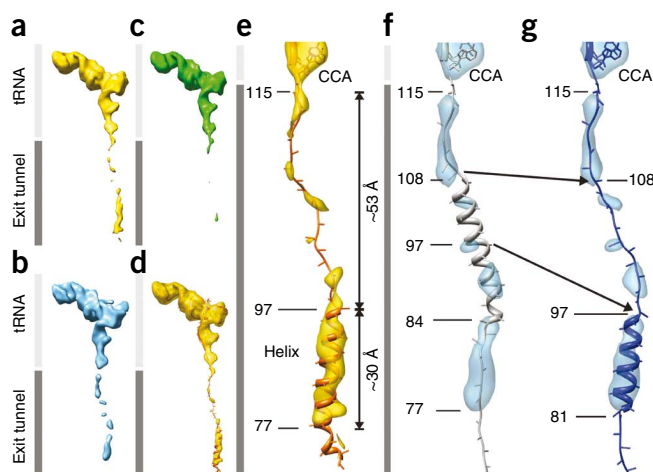 a
tRNA
Exit tunnel
c
b
tRNA
Exit tunnel
d
e
CCA
115
~53 Å
97
Helix
~30 Å
77
f
CCA
115
108
97
84
77
g
CCA
115
108
97
81